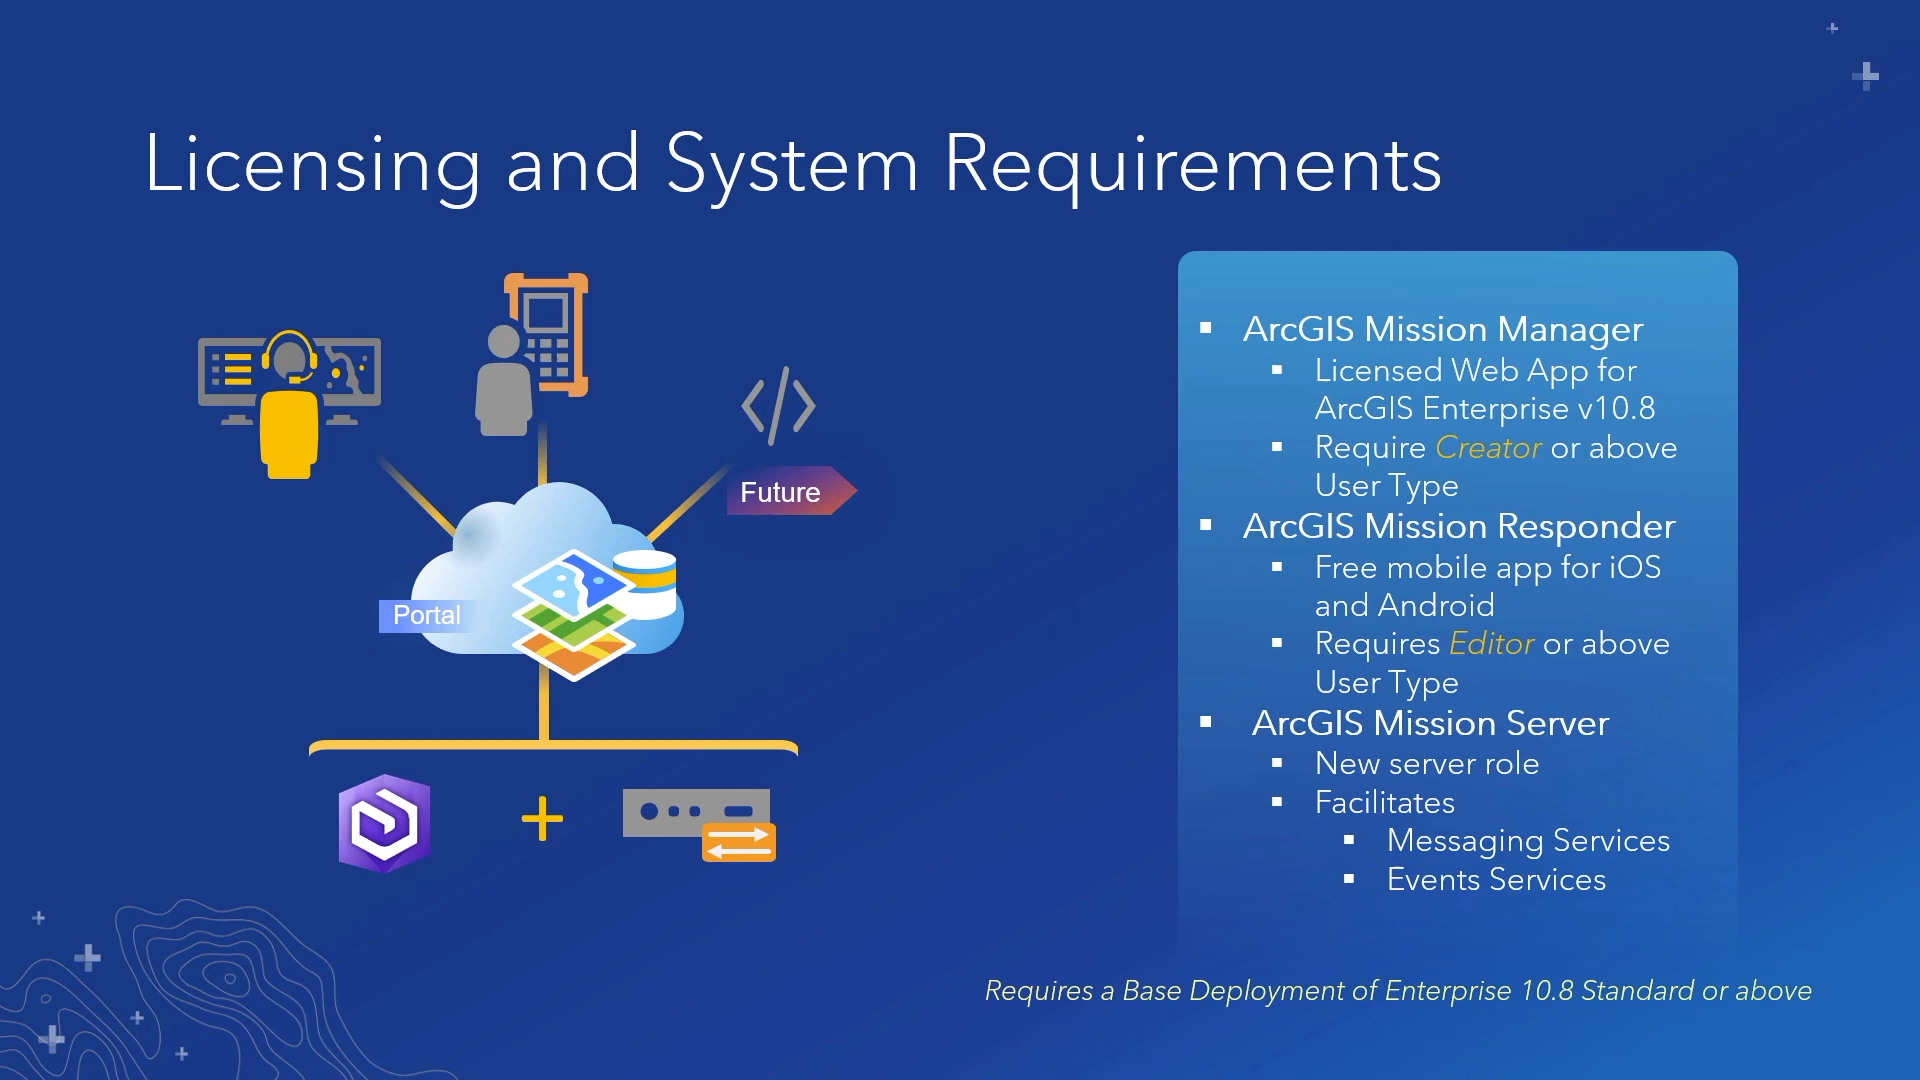 Licensing and System Requirements
Future
Portal
ArcGIS Mission Manager
Licensed Web App for
ArcGIS Enterprise v10.8
Require Creator or above
User Type
ArcGIS Mission Responder
Free mobile app for iOS
and Android
Requires Editor or above
User Type
ArcGIS Mission Server
New server role
Facilitates
Messaging Services
Events Services
Requires a Base Deployment of Enterprise 10.8 Standard or above